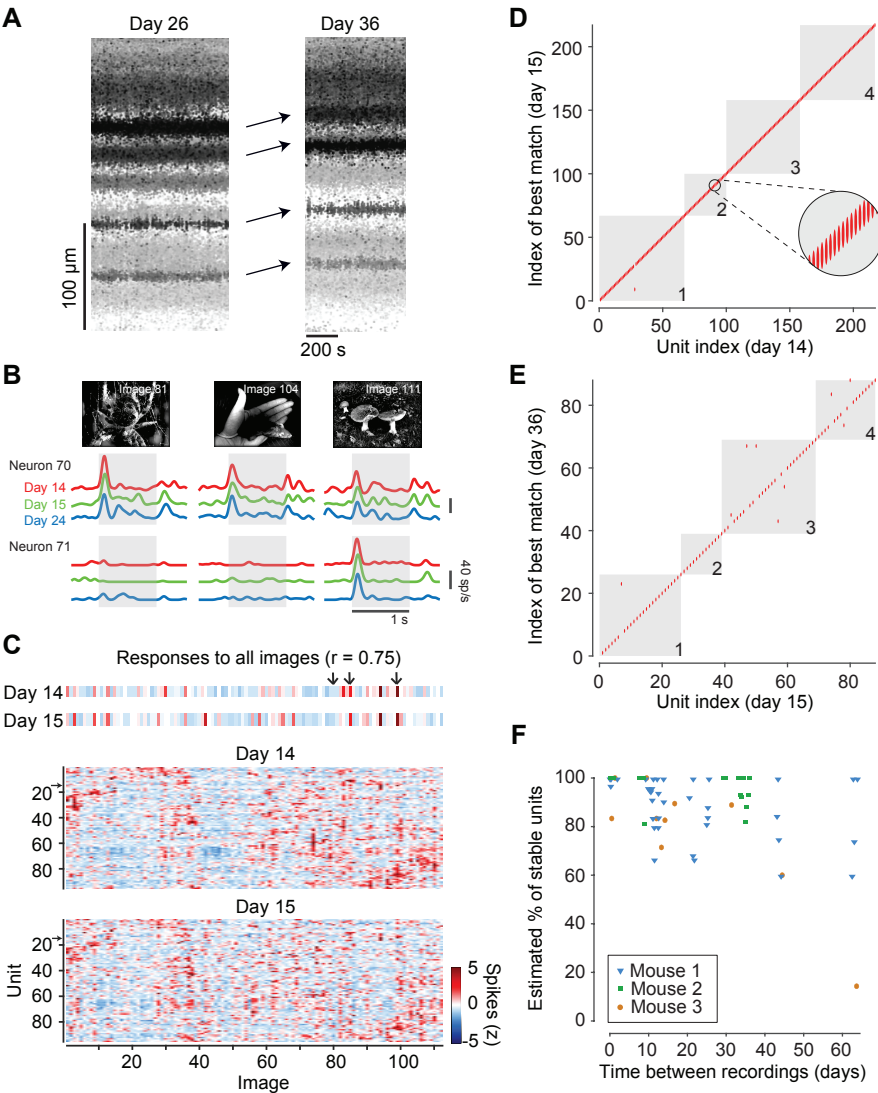 A
Day 26
Day 36
100 µm
200 s
B
Image 81
Image 104
Image 111
Neuron 70
Day 14
Day 15
Day 24
Neuron 71
40 sp/s
1 s
C
Responses to all images (r = 0.75)
Day 14
Day 15
Day 14
20
40
60
80
Day 15
20
40
60
80
Unit
5
0
-5
Spikes (z)
20
40
60
80
100
Image
D
200
150
100
50
0
Index of best match (day 15)
1
2
3
4
0
50
100
150
200
Unit index (day 14)
E
80
60
40
20
0
Index of best match (day 36)
1
2
3
4
0
20
40
60
80
Unit index (day 15)
F
100
80
60
40
20
0
Estimated % of stable units
Mouse 1
Mouse 2
Mouse 3
0
10
20
30
40
50
60
Time between recordings (days)